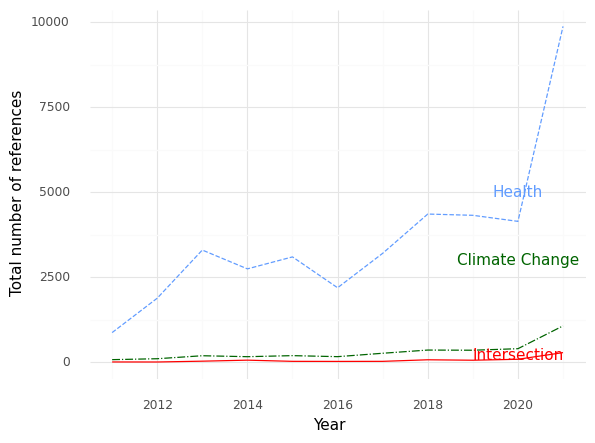 10000
7500
5000
2500
0
Total number of references
Health
Climate Change
Intersection
2012
2014
2016
2018
2020
Year